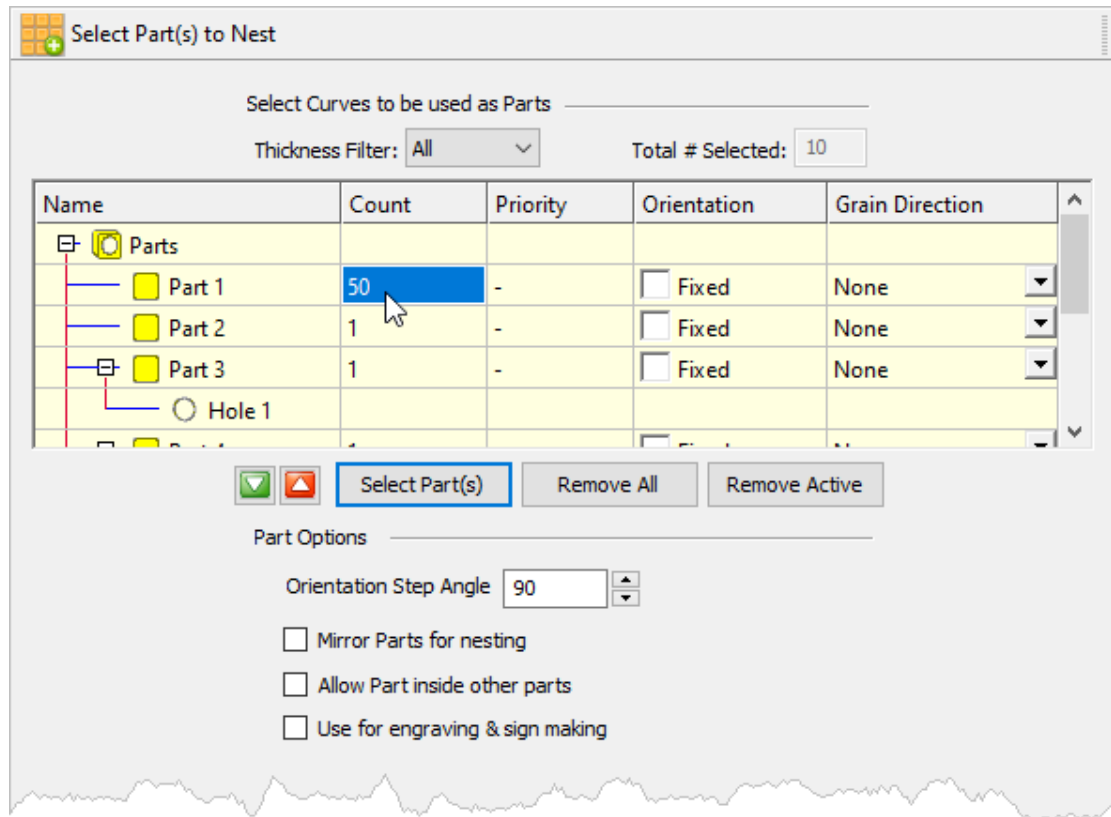 Select Part(s) to Nest
Select Curves to be used as Parts
Thickness Filter: All Total # Selected: 10
Name Count Priority Orientation Grain Direction
Parts
Part 1 50 - Fixed None
Part 2 1 - Fixed None
Part 3 1 - Fixed None
Hole 1
Select Part(s) Remove All Remove Active
Part Options
Orientation Step Angle 90
Mirror Parts for nesting
Allow Part inside other parts
Use for engraving & sign making